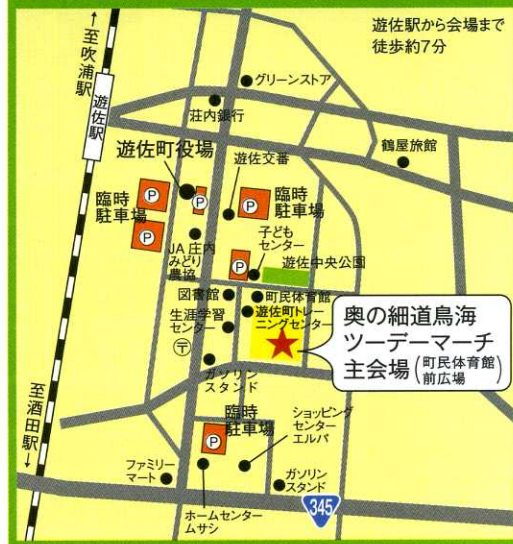 遊佐駅から会場まで
徒歩約7分
至吹浦駅
遊佐駅
グリーンストア
荘内銀行
鶴屋旅館
遊佐町役場
遊佐交番
臨時
駐車場
P
P
P
P
臨時
駐車場
JA庄内
みどり
農協
子ども
センター
P
遊佐中央公園
図書館
町民体育館
遊佐町トレー
ニングセンター
生涯学習
センター
〒
奥の細道鳥海
ツーデーマーチ
主会場(町民体育館
前広場)
ガソリン
スタンド
至酒田駅
臨時
駐車場
P
ショッピング
センター
エルパ
ファミリー
マート
ガソリン
スタンド
ホームセンター
ムサシ
345